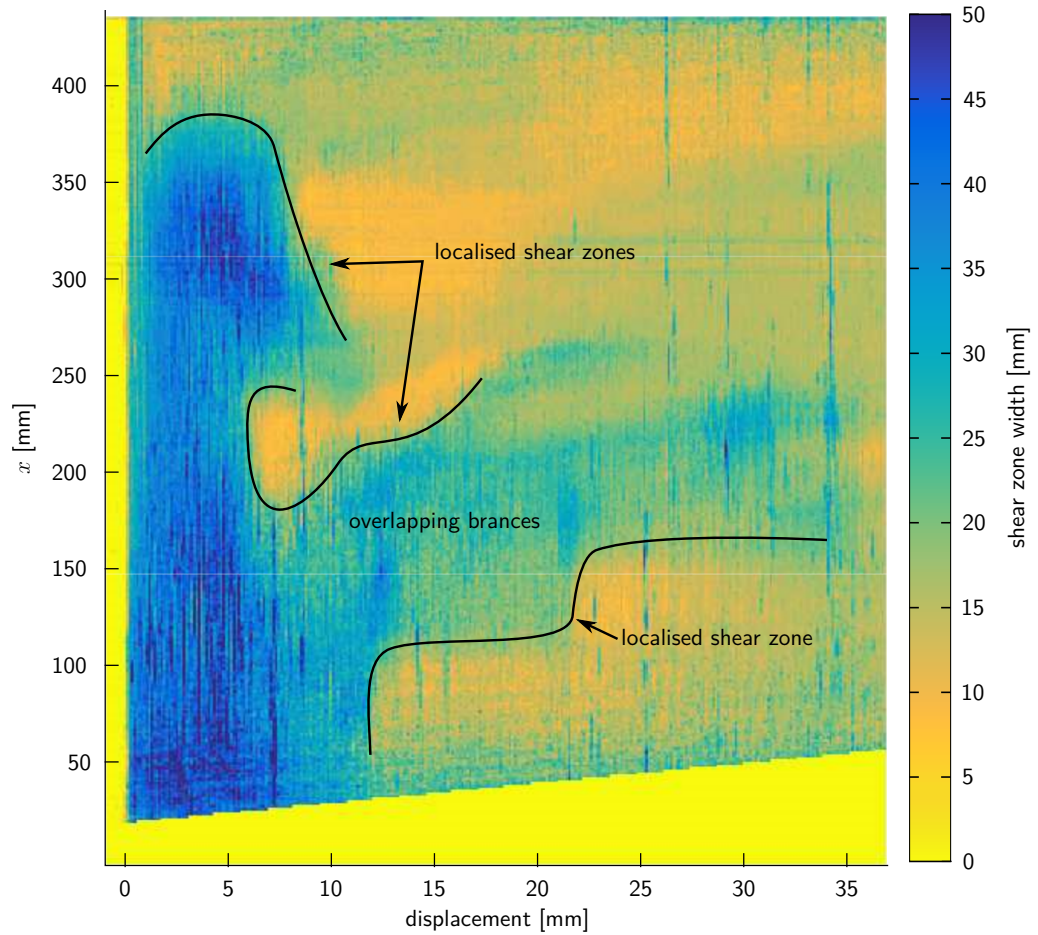 400
350
300
250
200
150
100
50
x [mm]
0 5 10 15 20 25 30 35
displacement [mm]
localised shear zones
overlapping brances
localised shear zone
50
45
40
35
30
25
20
15
10
5
0
shear zone width [mm]